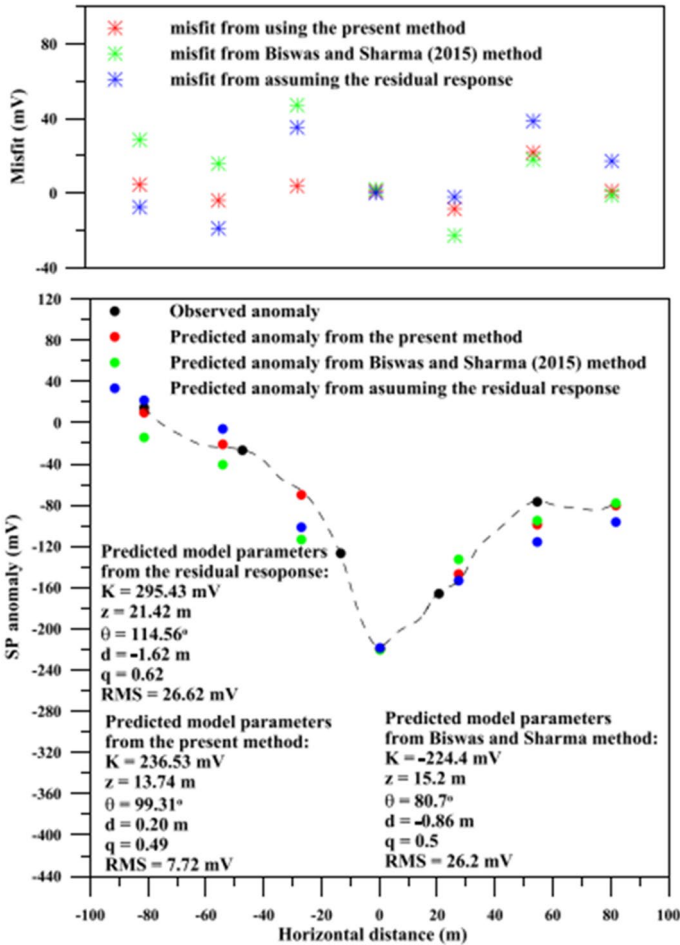 80
40
0
-40
Misfit (mV)
misfit from using the present method
misfit from Biswas and Sharma (2015) method
misfit from assuming the residual response
120
80
40
0
-40
-80
-120
-160
-200
-240
-280
-320
-360
-400
-440
SP anomaly (mV)
Observed anomaly
Predicted anomaly from the present method
Predicted anomaly from Biswas and Sharma (2015) method
Predicted anomaly from asuuming the residual response
Predicted model parameters
from the residual resoponse:
K = 295.43 mV
z = 21.42 m
θ = 114.56°
d = -1.62 m
q = 0.62
RMS = 26.62 mV
Predicted model parameters
from the present method:
K = 236.53 mV
z = 13.74 m
θ = 99.31°
d = 0.20 m
q = 0.49
RMS = 7.72 mV
Predicted model parameters
from Biswas and Sharma method:
K = -224.4 mV
z = 15.2 m
θ = 80.7°
d = -0.86 m
q = 0.5
RMS = 26.2 mV
-100 -80 -60 -40 -20 0 20 40 60 80 100
Horizontal distance (m)